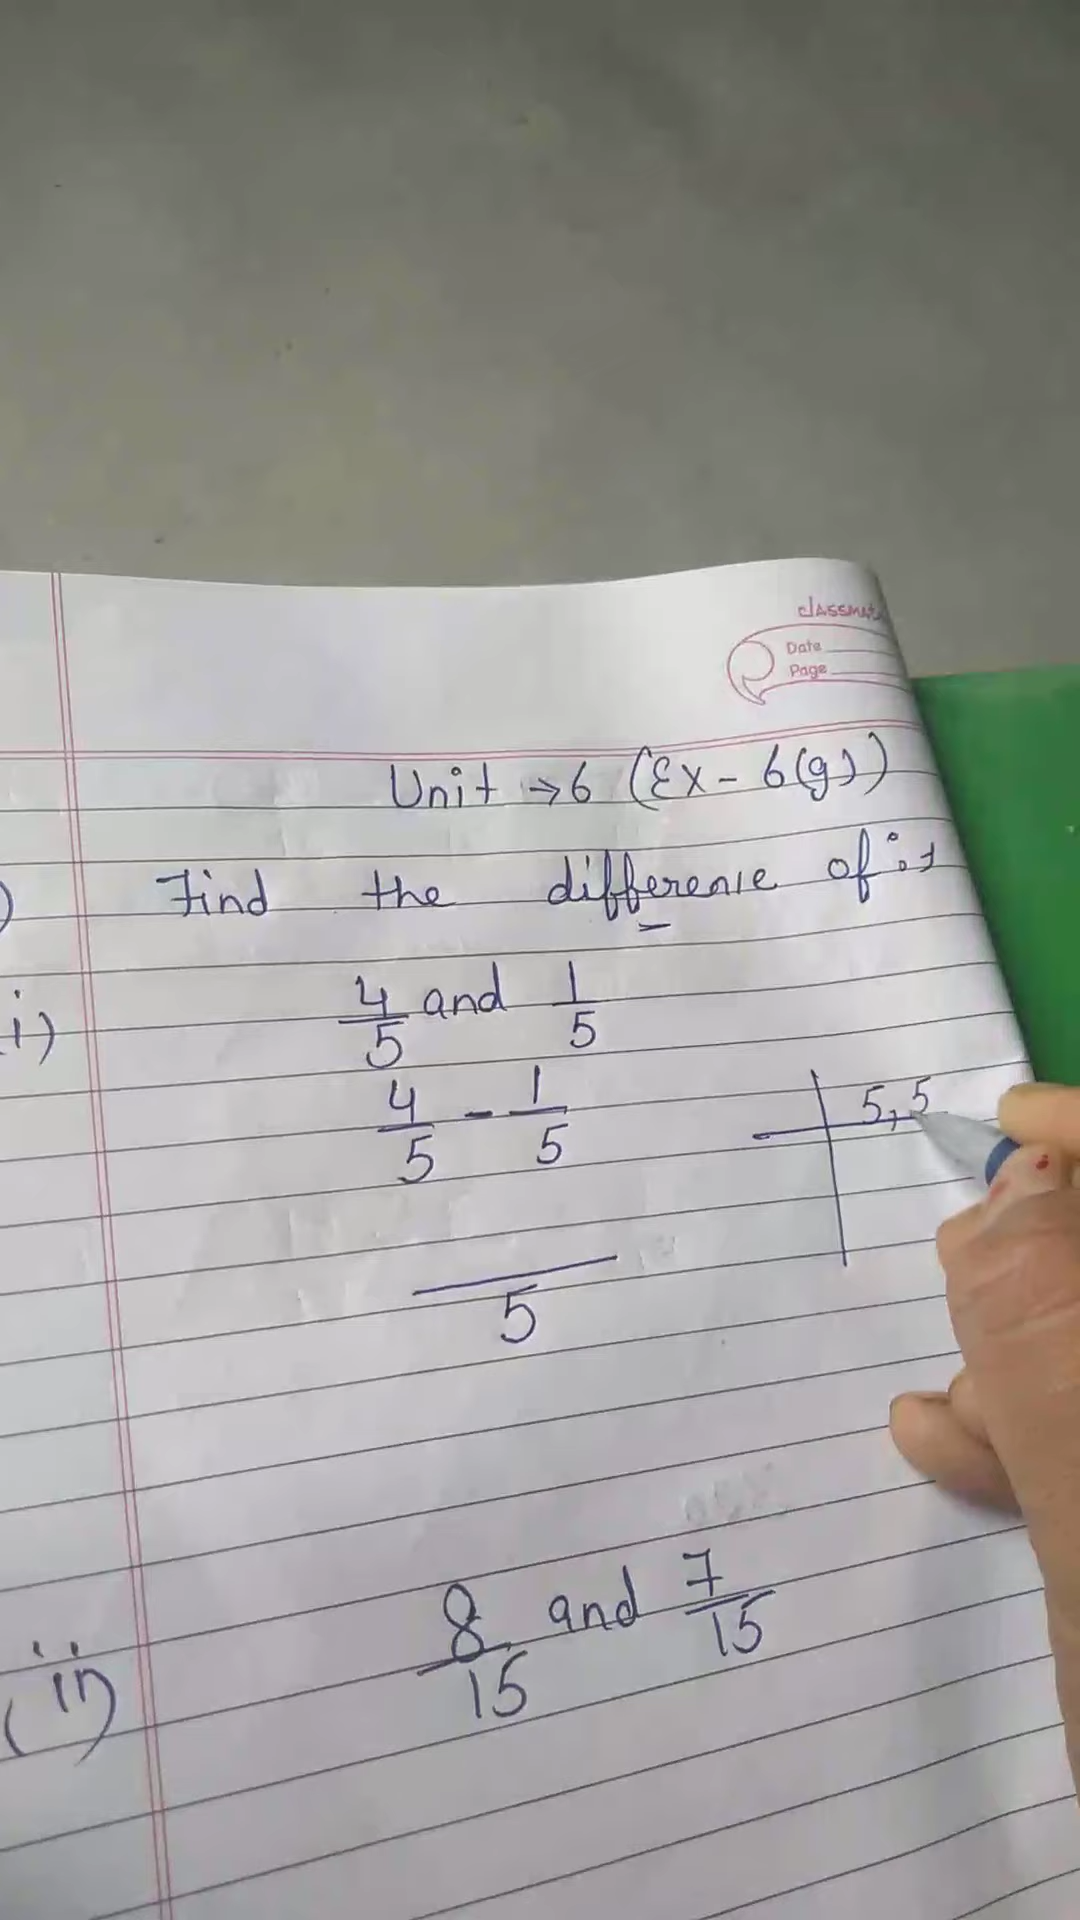 classmate
Date
Page
Unit → 6 (Ex - 6(g))
Find the difference of :-
i) 4/5 and 1/5
4/5 - 1/5
5, 5
5
(ii) 8/15 and 7/15